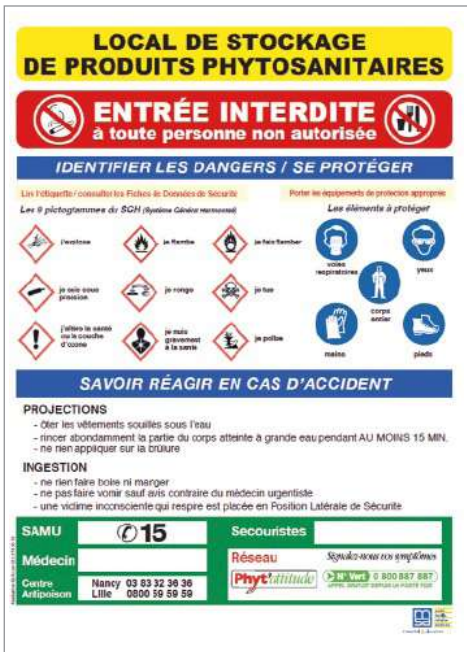 LOCAL DE STOCKAGE
DE PRODUITS PHYTOSANITAIRES
ENTRÉE INTERDITE
à toute personne non autorisée
IDENTIFIER LES DANGERS / SE PROTÉGER
Lire l'étiquette / consulter les Fiches de Données de Sécurité
Porter les équipements de protection appropriés
Les 9 pictogrammes du SGH (Système Général Harmonisé)
Les éléments à protéger
j'explose
je flambe
je fais flamber
je suis sous pression
je ronge
je tue
j'altère la santé ou la couche d'ozone
je nuis gravement à la santé
je pollue
voies respiratoires
yeux
corps entier
mains
pieds
SAVOIR RÉAGIR EN CAS D'ACCIDENT
PROJECTIONS
- ôter les vêtements souillés sous l'eau
- rincer abondamment la partie du corps atteinte à grande eau pendant AU MOINS 15 MIN.
- ne rien appliquer sur la brûlure
INGESTION
- ne rien faire boire ni manger
- ne pas faire vomir sauf avis contraire du médecin urgentiste
- une victime inconsciente qui respire est placée en Position Latérale de Sécurité
SAMU
✆15
Secouristes
Médecin
Réseau
Phyt'attitude
Signalez-nous vos symptômes
N° Vert 0 800 887 887
APPEL GRATUIT DEPUIS UN POSTE FIXE
Centre Antipoison
Nancy 03 83 32 36 36
Lille 0800 59 59 59